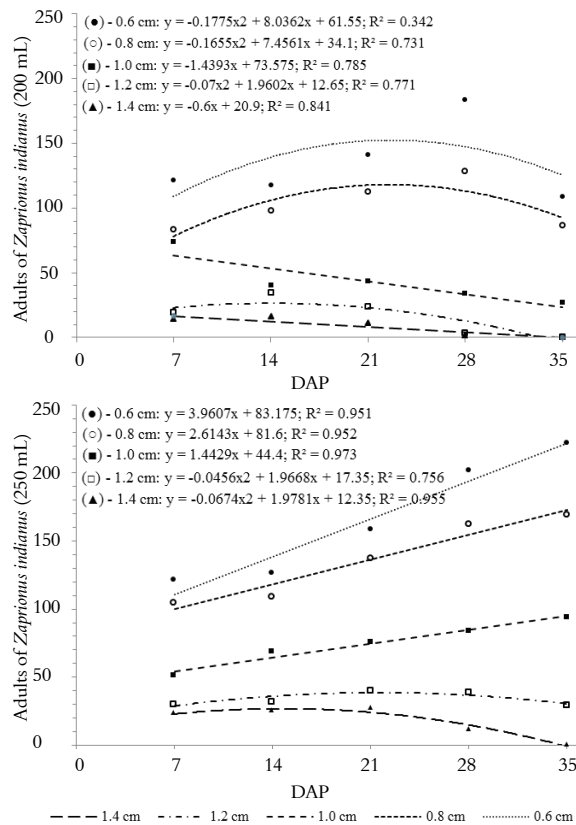 250
(●) - 0.6 cm: y = -0.1775x2 + 8.0362x + 61.55; R² = 0.342
(○) - 0.8 cm: y = -0.1655x2 + 7.4561x + 34.1; R² = 0.731
(■) - 1.0 cm: y = -1.4393x + 73.575; R² = 0.785
(□) - 1.2 cm: y = -0.07x2 + 1.9602x + 12.65; R² = 0.771
(▲) - 1.4 cm: y = -0.6x + 20.9; R² = 0.841
200
150
100
50
0
Adults of Zaprionus indianus (200 mL)
0 7 14 21 28 35
DAP
250
(●) - 0.6 cm: y = 3.9607x + 83.175; R² = 0.951
(○) - 0.8 cm: y = 2.6143x + 81.6; R² = 0.952
(■) - 1.0 cm: y = 1.4429x + 44.4; R² = 0.973
(□) - 1.2 cm: y = -0.0456x2 + 1.9668x + 17.35; R² = 0.756
(▲) - 1.4 cm: y = -0.0674x2 + 1.9781x + 12.35; R² = 0.955
200
150
100
50
0
Adults of Zaprionus indianus (250 mL)
0 7 14 21 28 35
DAP
1.4 cm 1.2 cm 1.0 cm 0.8 cm 0.6 cm